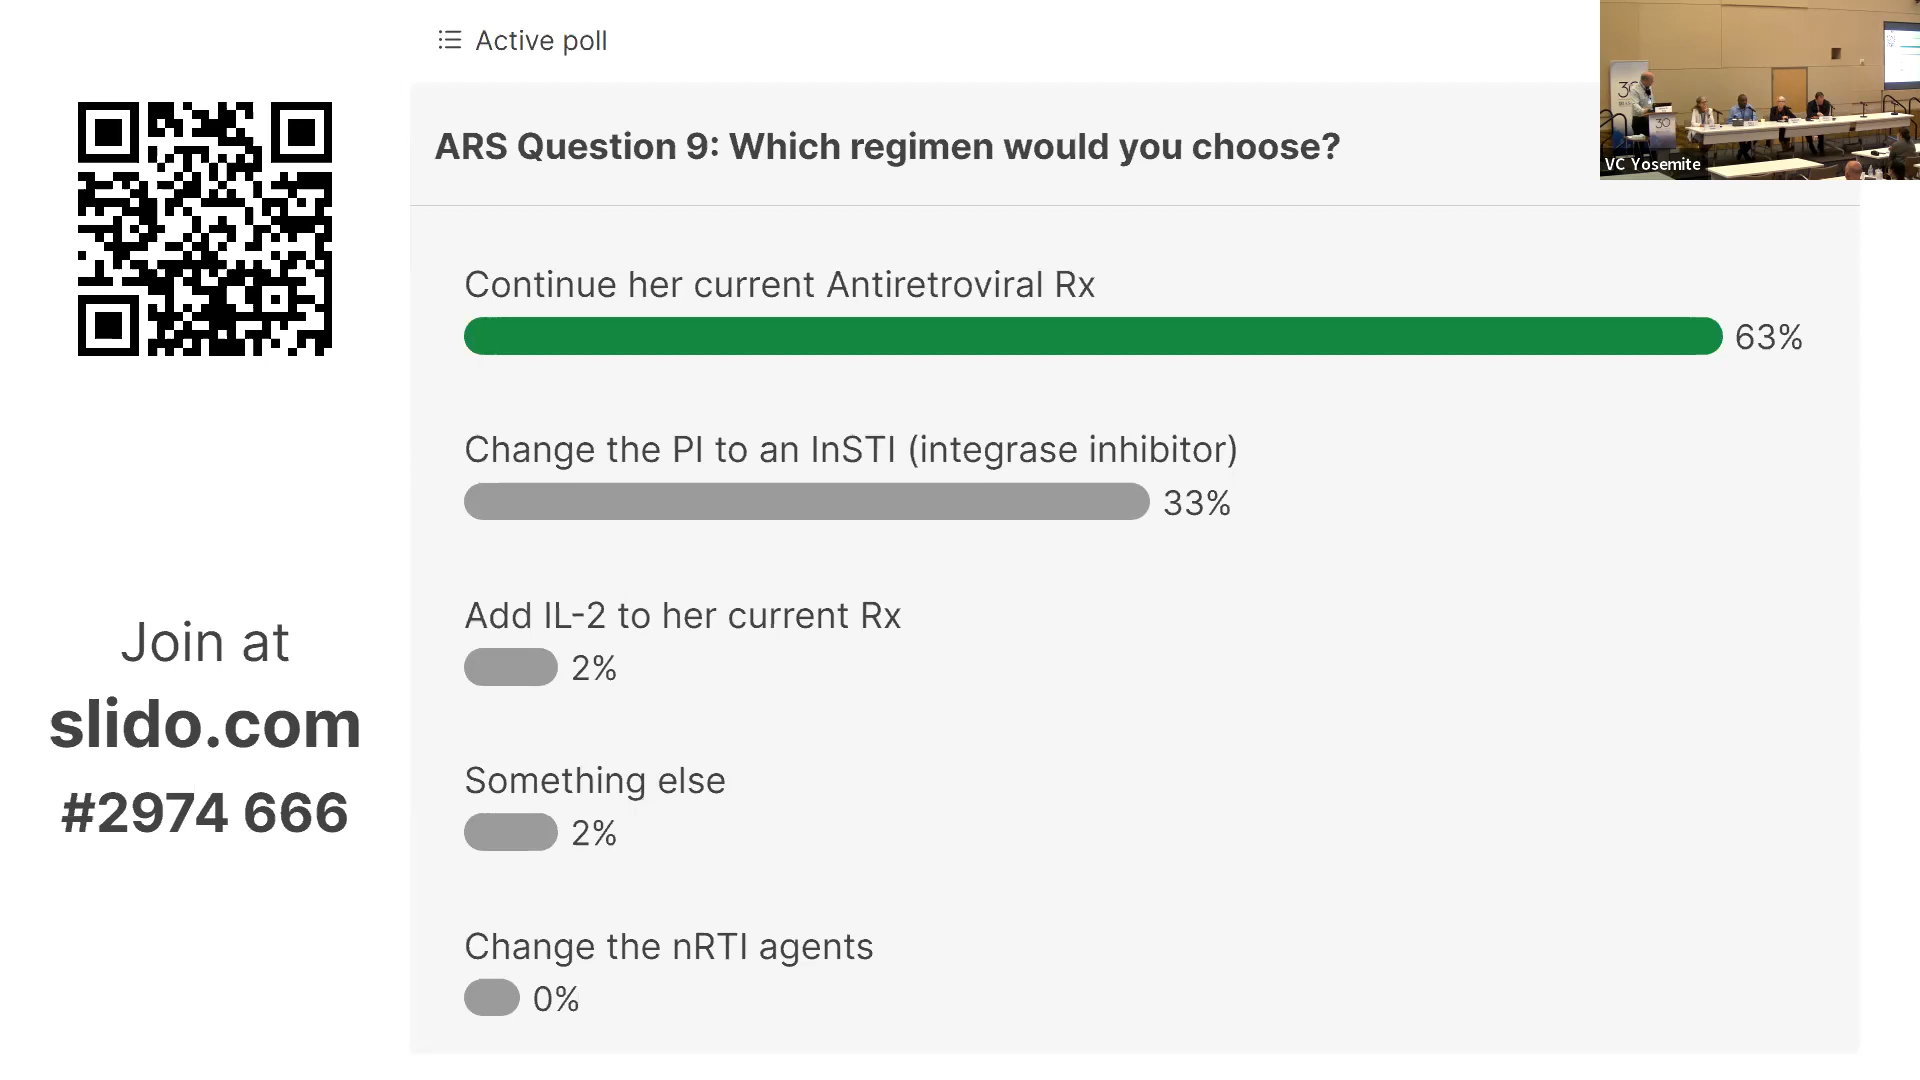 Active poll
ARS Question 9: Which regimen would you choose?
Continue her current Antiretroviral Rx
63%
Change the PI to an InSTI (integrase inhibitor)
33%
Add IL-2 to her current Rx
2%
Something else
2%
Change the nRTI agents
0%
Join at
slido.com
#2974 666
30
30
VC Yosemite